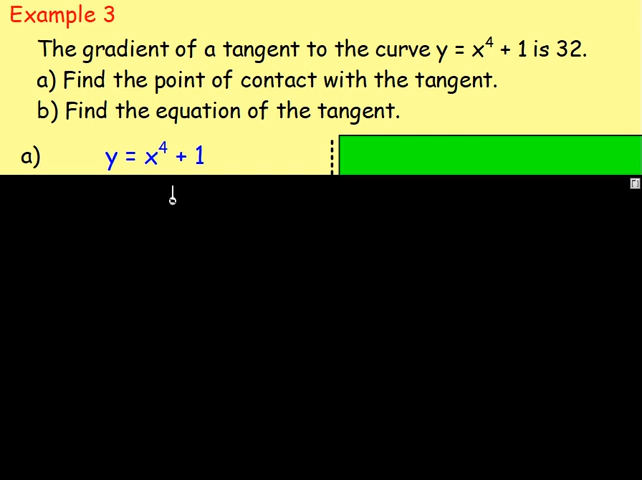 Example 3
The gradient of a tangent to the curve y = x⁴ + 1 is 32.
a) Find the point of contact with the tangent.
b) Find the equation of the tangent.
a) y = x⁴ + 1